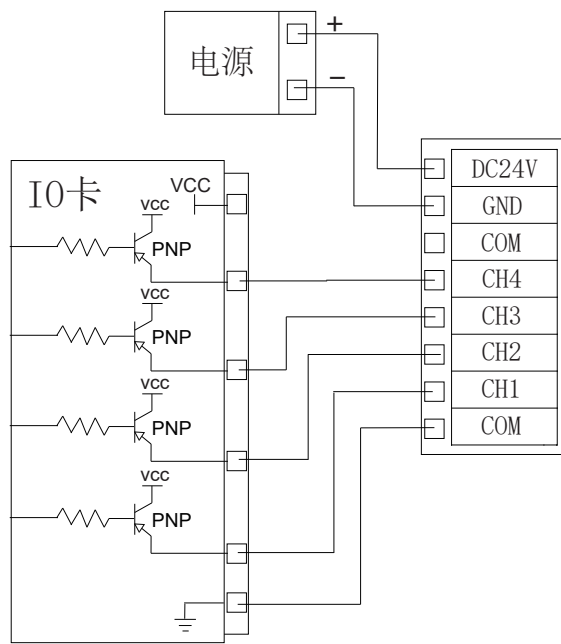 电源
+
−
IO卡
VCC
VCC
PNP
VCC
PNP
VCC
PNP
VCC
PNP
DC24V
GND
COM
CH4
CH3
CH2
CH1
COM